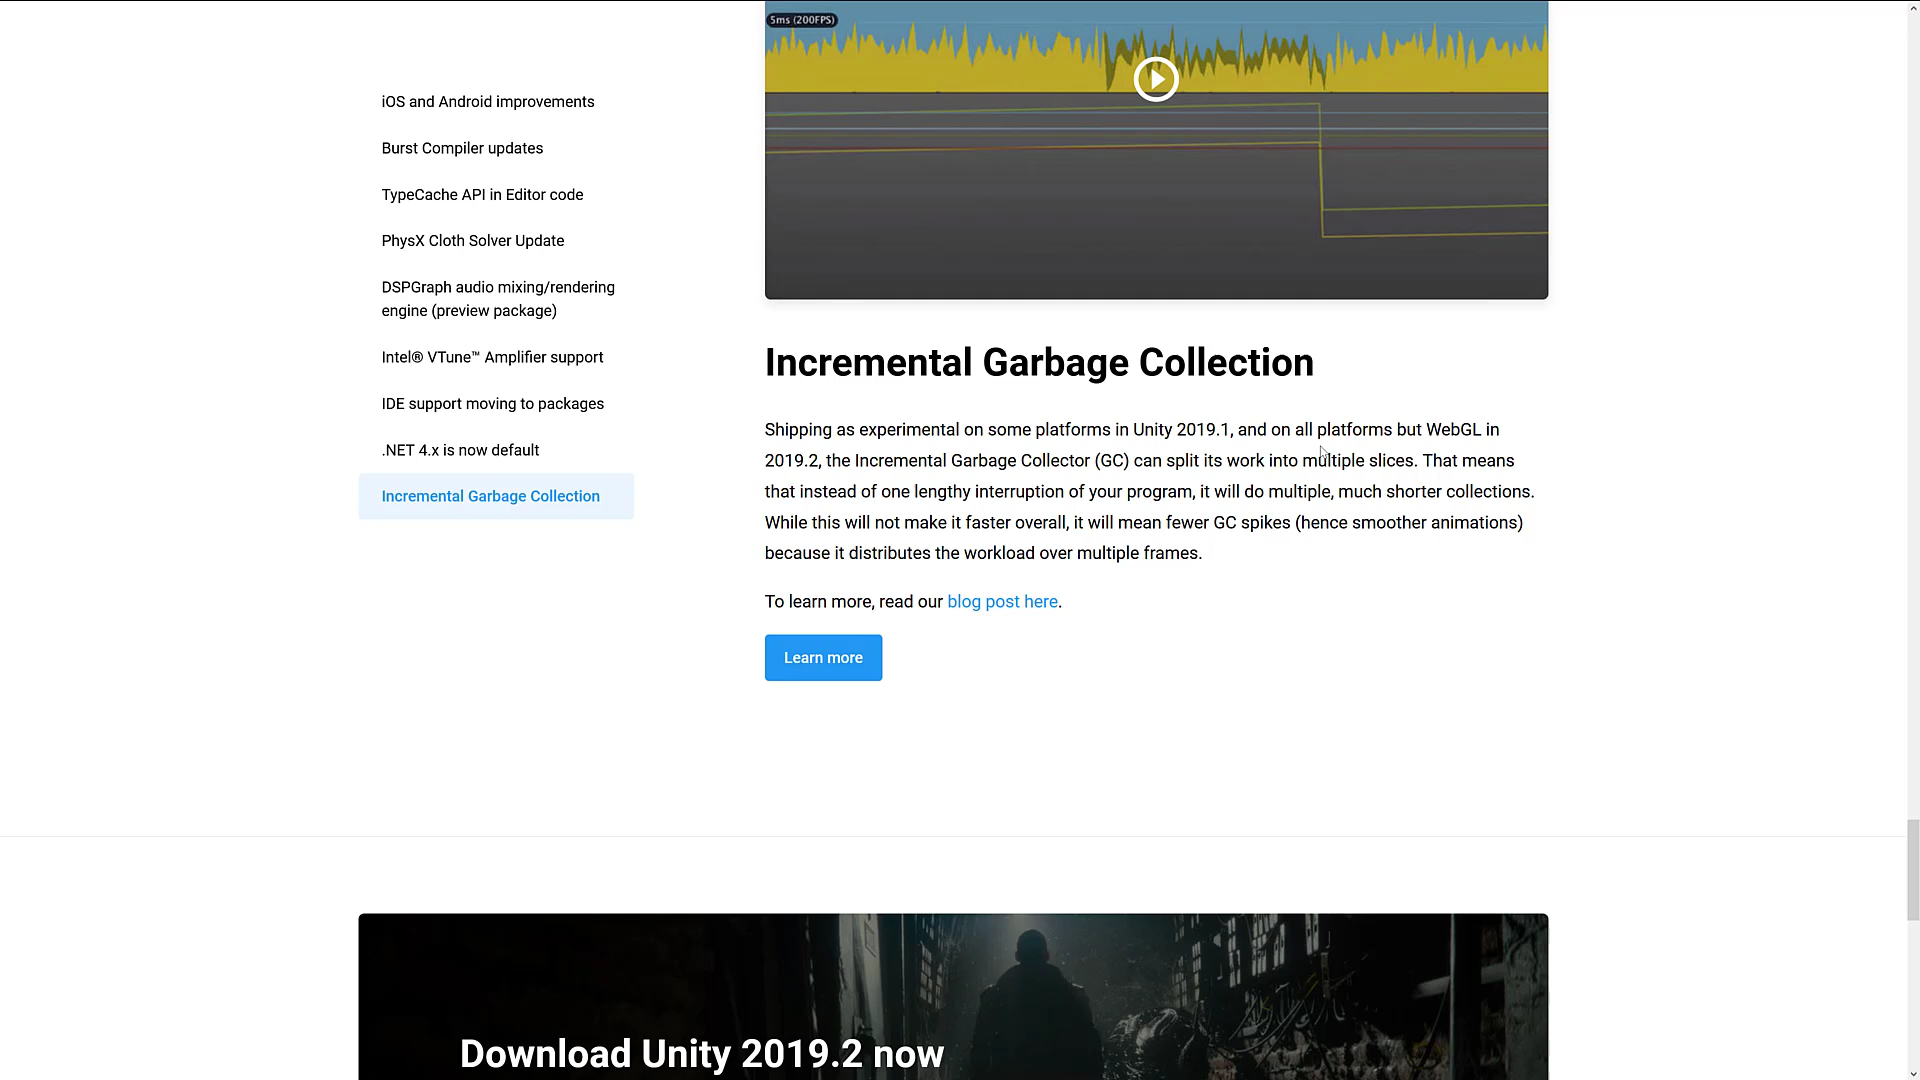 5ms (200FPS)
iOS and Android improvements
Burst Compiler updates
TypeCache API in Editor code
PhysX Cloth Solver Update
DSPGraph audio mixing/rendering
engine (preview package)
Intel® VTune™ Amplifier support
IDE support moving to packages
.NET 4.x is now default
Incremental Garbage Collection
Incremental Garbage Collection
Shipping as experimental on some platforms in Unity 2019.1, and on all platforms but WebGL in
2019.2, the Incremental Garbage Collector (GC) can split its work into multiple slices. That means
that instead of one lengthy interruption of your program, it will do multiple, much shorter collections.
While this will not make it faster overall, it will mean fewer GC spikes (hence smoother animations)
because it distributes the workload over multiple frames.
To learn more, read our blog post here.
Learn more
Download Unity 2019.2 now